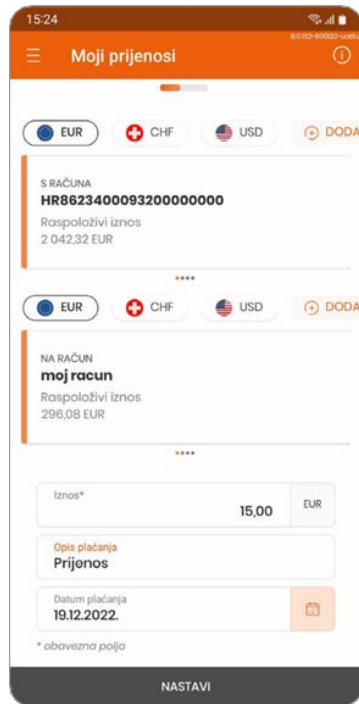 15:24
Moji prijenosi
EUR CHF USD DODA
S RAČUNA
HR8623400093200000000
Raspoloživi iznos
2 042,32 EUR
EUR CHF USD DODA
NA RAČUN
moj racun
Raspoloživi iznos
296,08 EUR
Iznos*
15,00 EUR
Opis plaćanja
Prijenos
Datum plaćanja
19.12.2022.
* obavezna polja
NASTAVI